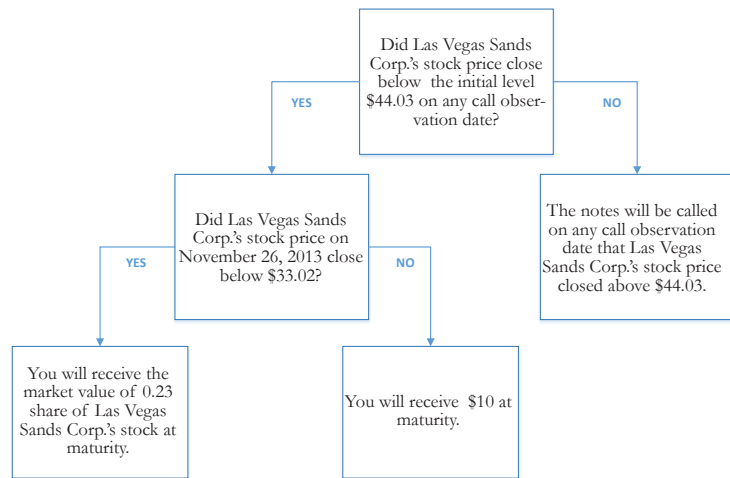 Did Las Vegas Sands
Corp.'s stock price close
below the initial level
$44.03 on any call obser-
vation date?
YES
NO
Did Las Vegas Sands
Corp.'s stock price on
November 26, 2013 close
below $33.02?
The notes will be called
on any call observation
date that Las Vegas
Sands Corp.'s stock price
closed above $44.03.
YES
NO
You will receive the
market value of 0.23
share of Las Vegas
Sands Corp.'s stock at
maturity.
You will receive $10 at
maturity.